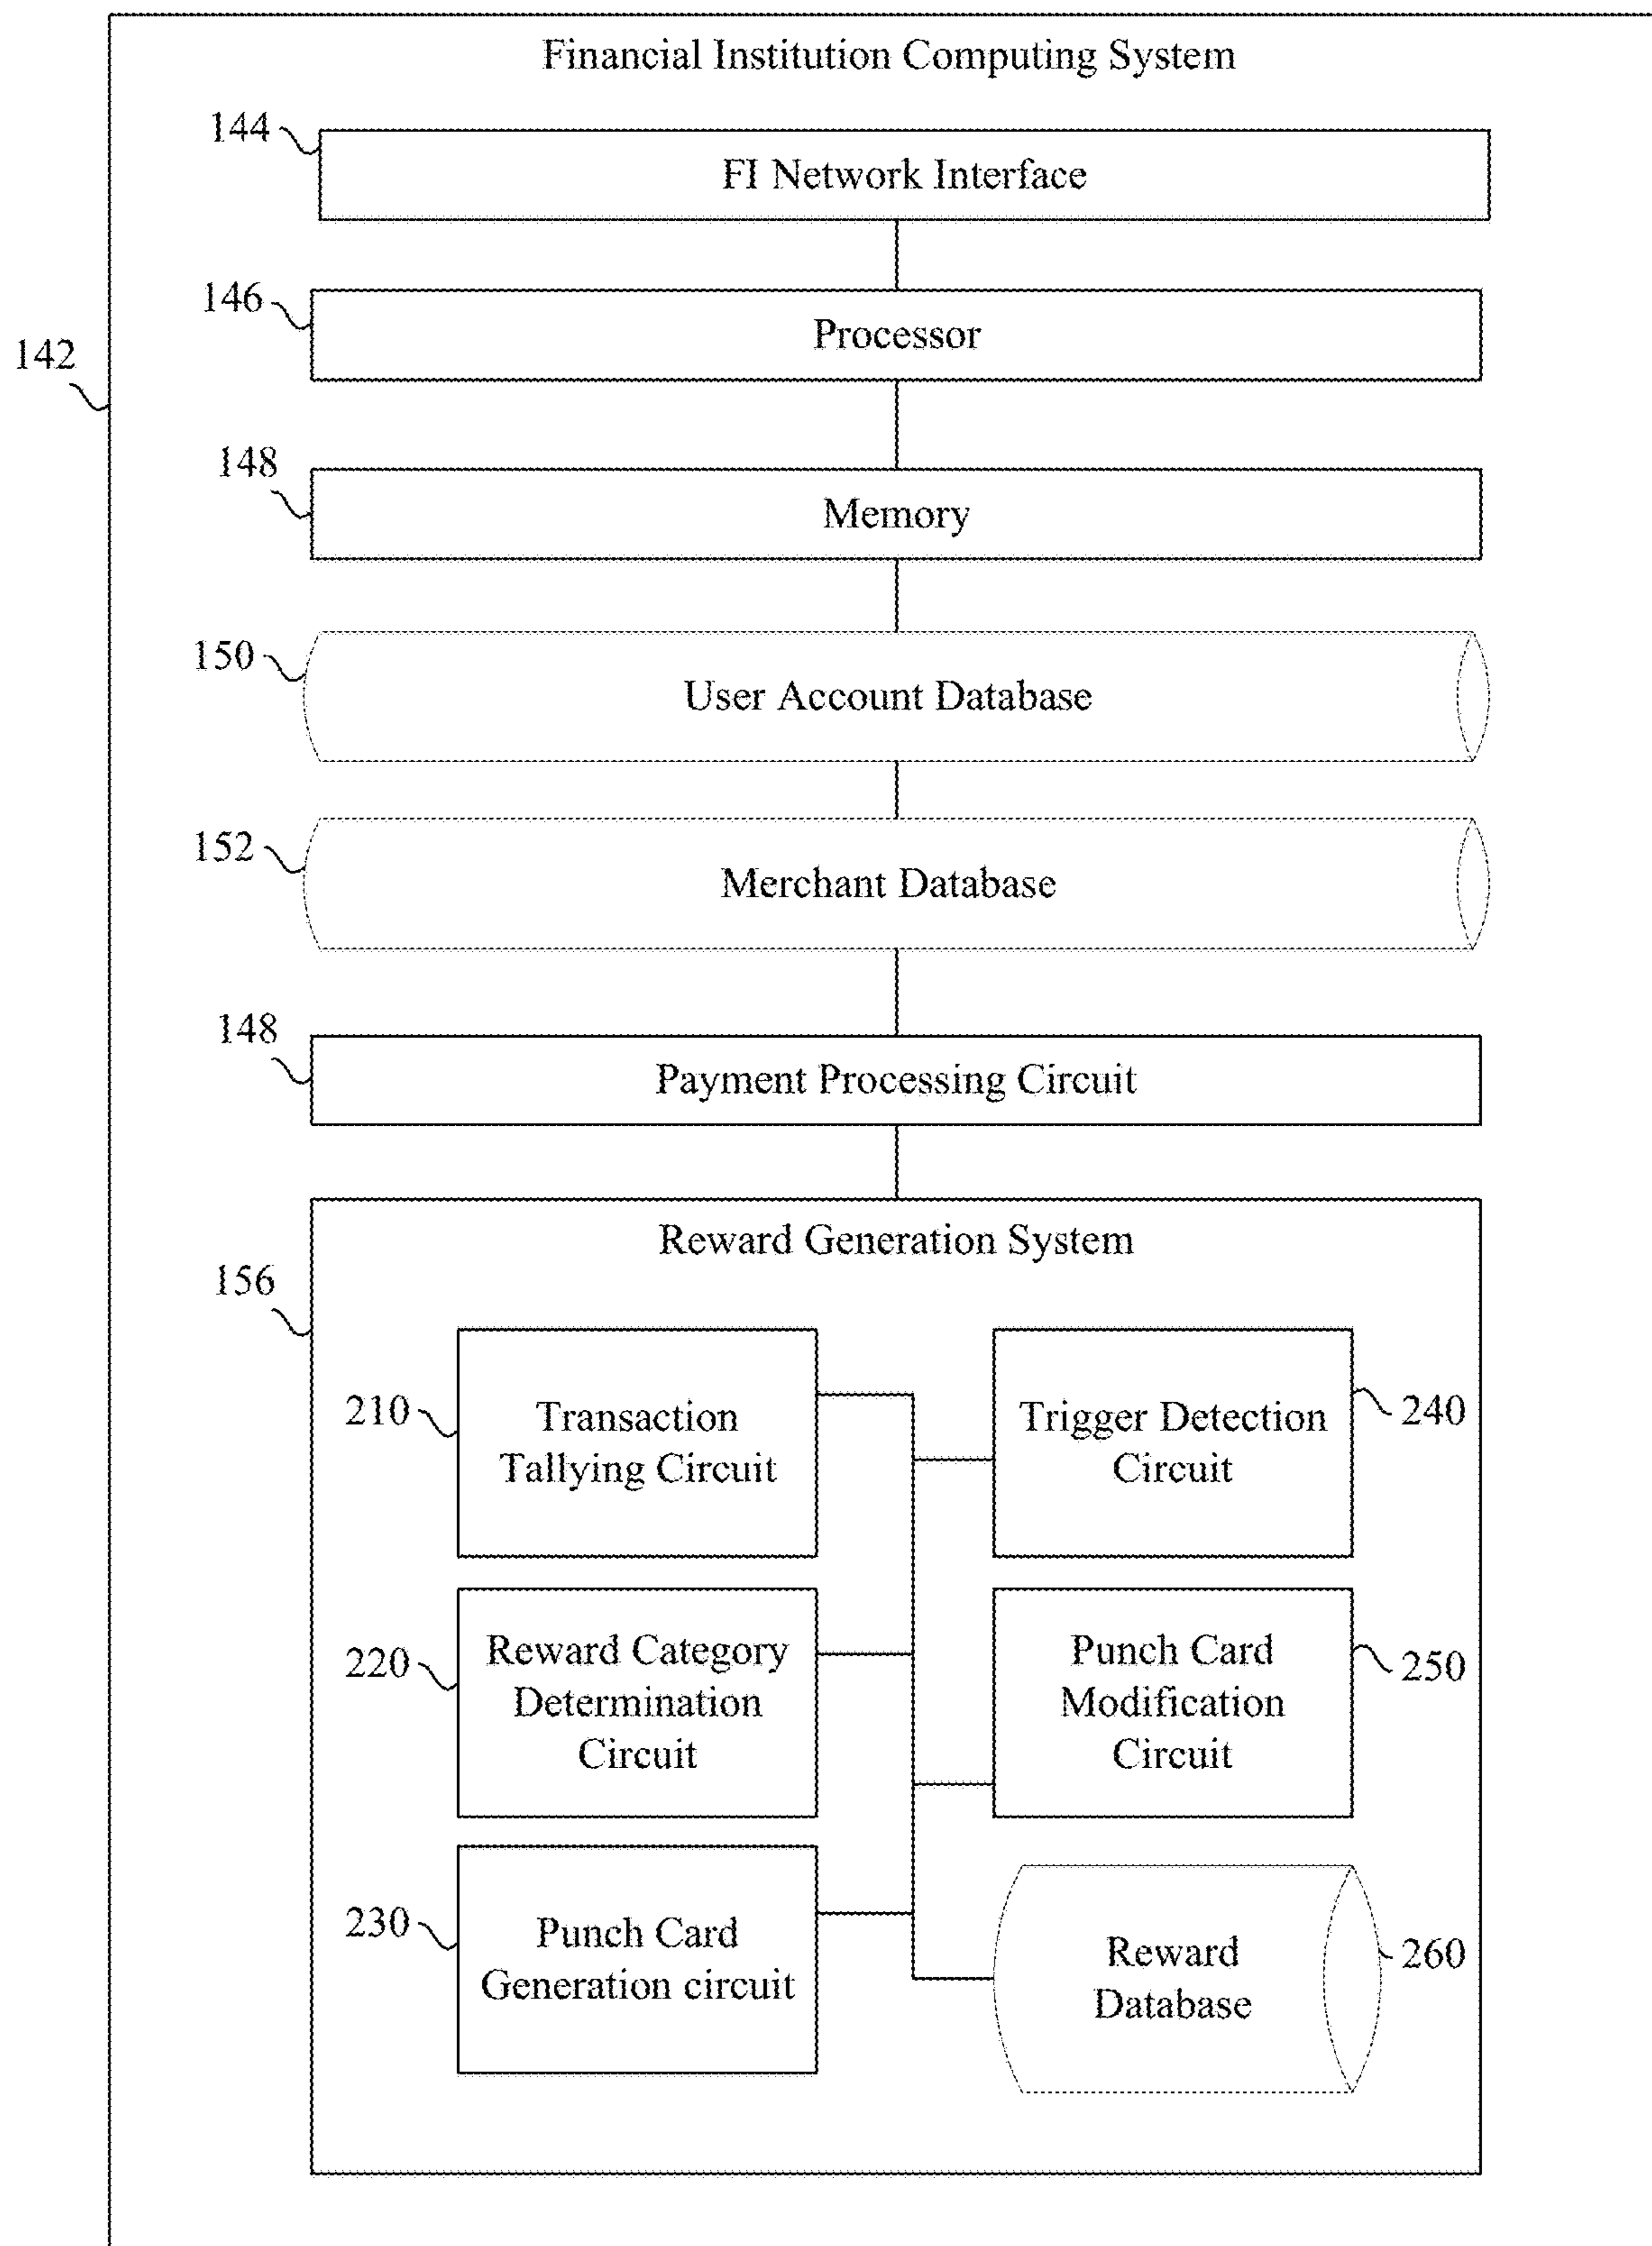 Financial Institution Computing System
144
FI Network Interface
146
Processor
142
148
Memory
150
User Account Database
152
Merchant Database
148
Payment Processing Circuit
Reward Generation System
156
210
Transaction
Tallying Circuit
Trigger Detection
Circuit
240
220
Reward Category
Determination
Circuit
Punch Card
Modification
Circuit
250
230
Punch Card
Generation circuit
Reward
Database
260